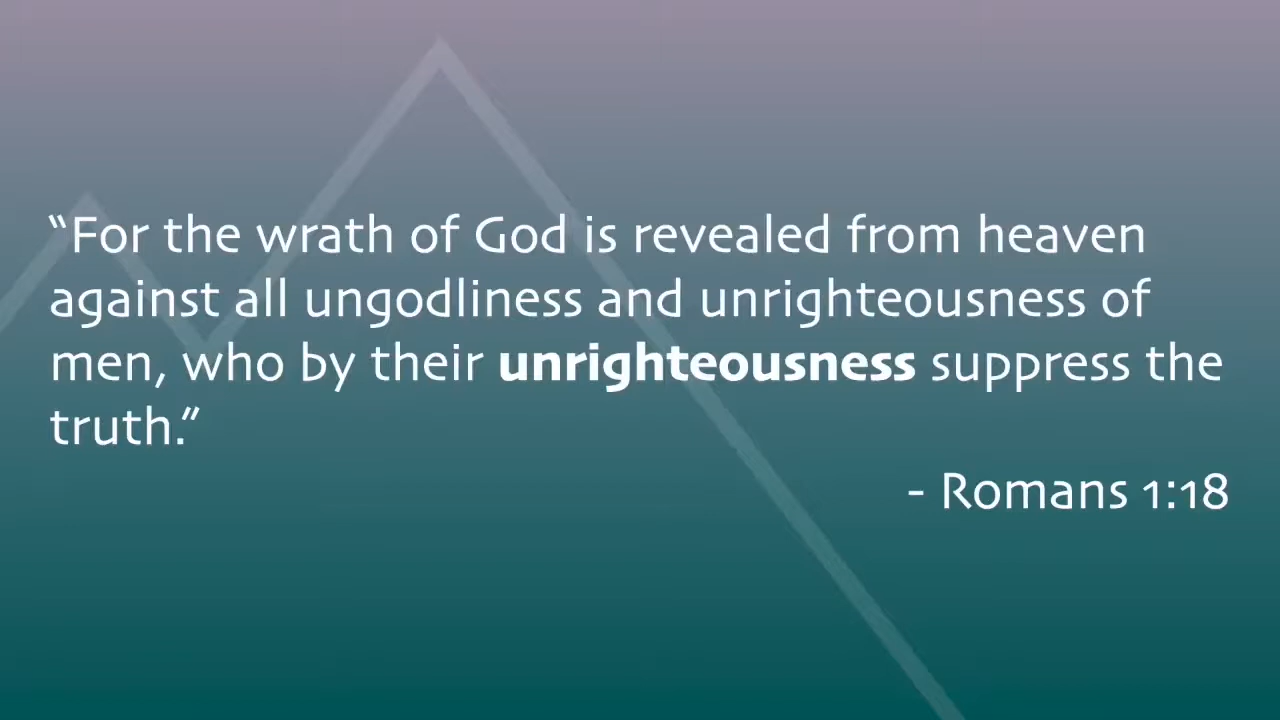 “For the wrath of God is revealed from heaven
against all ungodliness and unrighteousness of
men, who by their unrighteousness suppress the
truth.”
- Romans 1:18